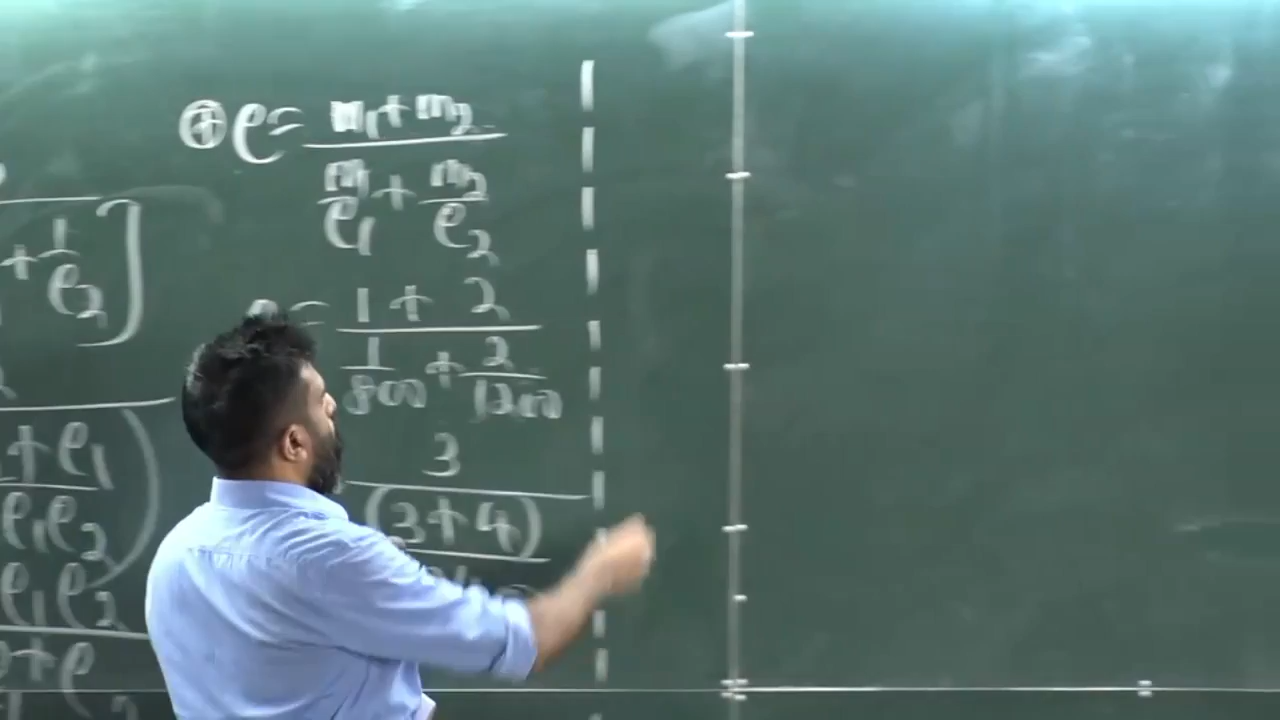 ⊕ ρ = m₁ + m₂
m₁ + m₂
ρ₁ ρ₂
+ 1
ρ₂ ]
= 1 + 2
1 + 2
800 1200
+ ρ₁
3
ρ₁ρ₂ )
(3 + 4)
ρ₁ρ₂
+ ρ